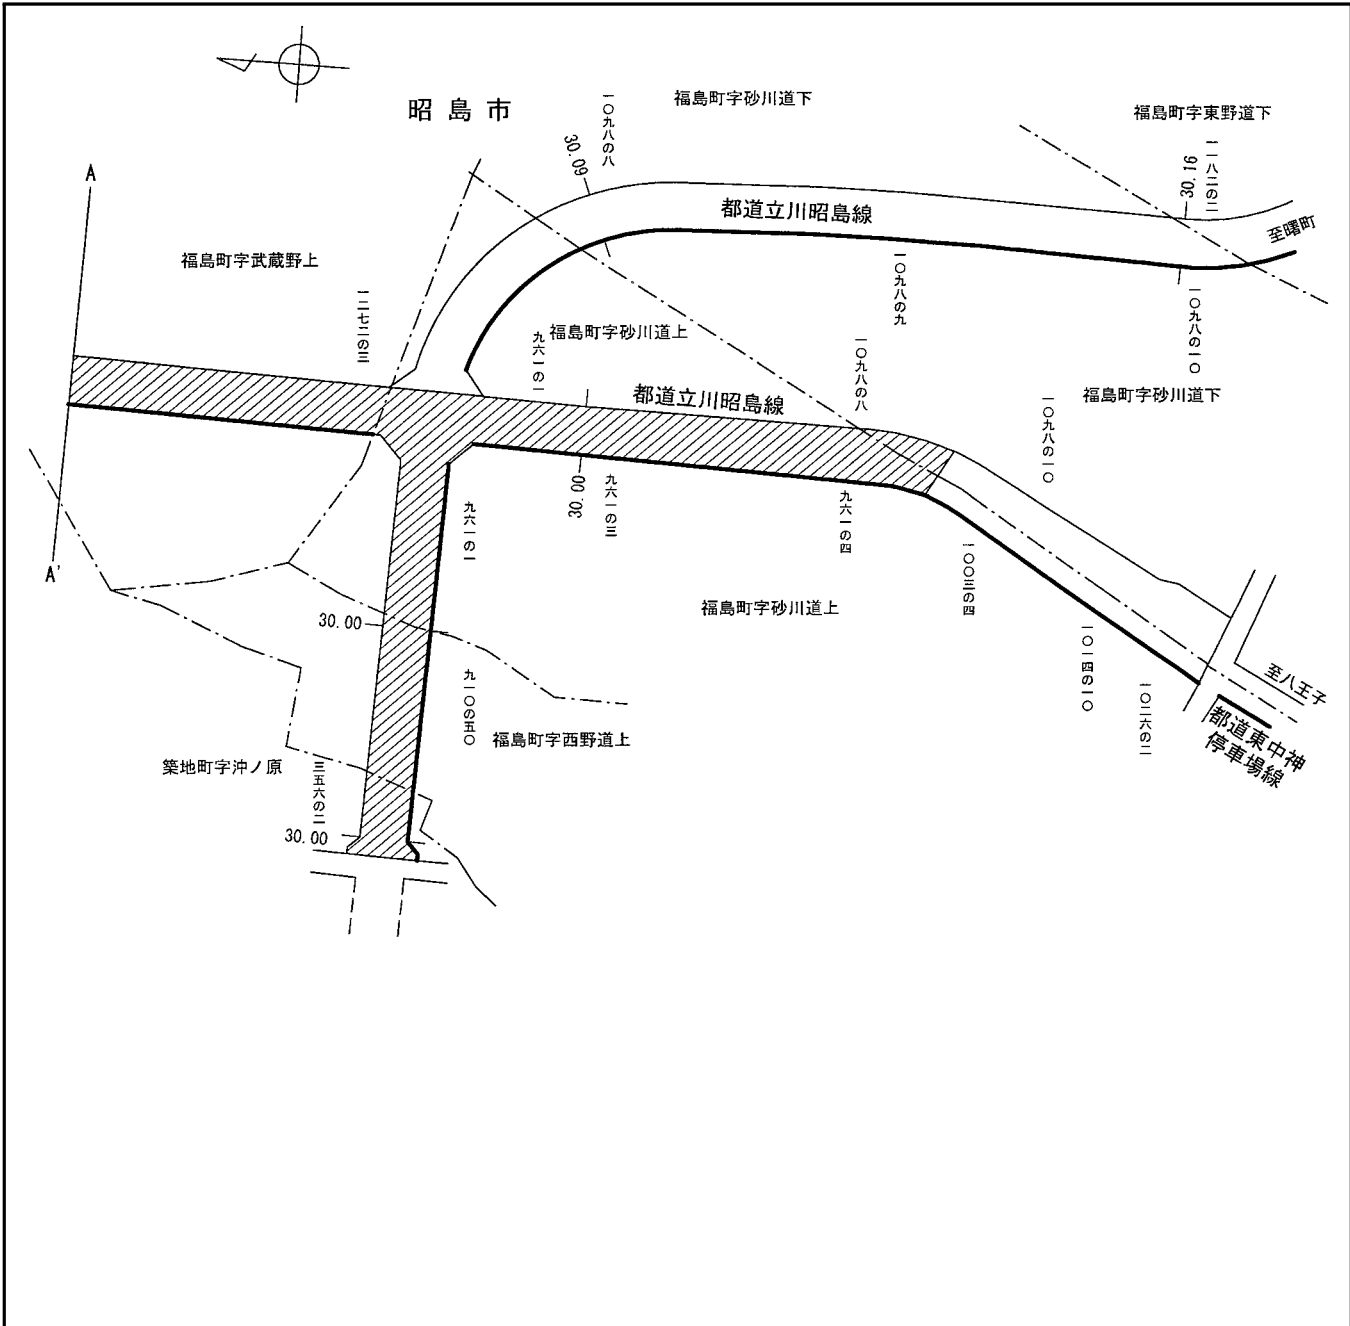 昭島市
福島町字砂川道下
福島町字東野道下
一〇九八の八
30.09
30.16
一一八二の二
A
都道立川昭島線
至曙町
福島町字武蔵野上
一二七二の三
一〇九八の九
一〇九八の一〇
福島町字砂川道上
九六一の一
都道立川昭島線
一〇九八の八
福島町字砂川道下
一〇九八の一〇
30.00
九六一の三
九六一の四
九六一の一
A'
一〇〇三の四
福島町字砂川道上
30.00
一〇一四の一〇
一〇二六の二
至八王子
九一〇の五〇
都道東中神
停車場線
福島町字西野道上
築地町字沖ノ原
三五六の二
30.00